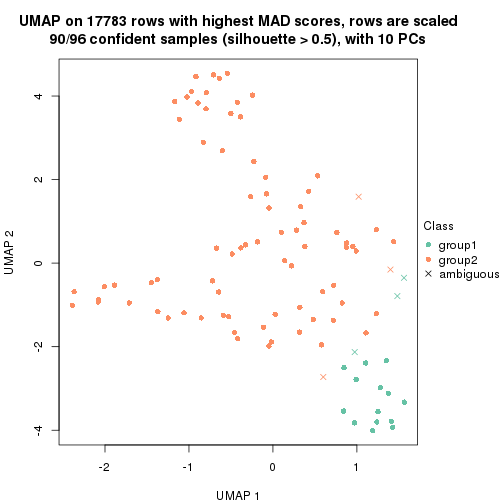 UMAP on 17783 rows with highest MAD scores, rows are scaled
90/96 confident samples (silhouette > 0.5), with 10 PCs
4
2
0
-2
-4
UMAP 2
-2
-1
0
1
UMAP 1
Class
group1
group2
ambiguous